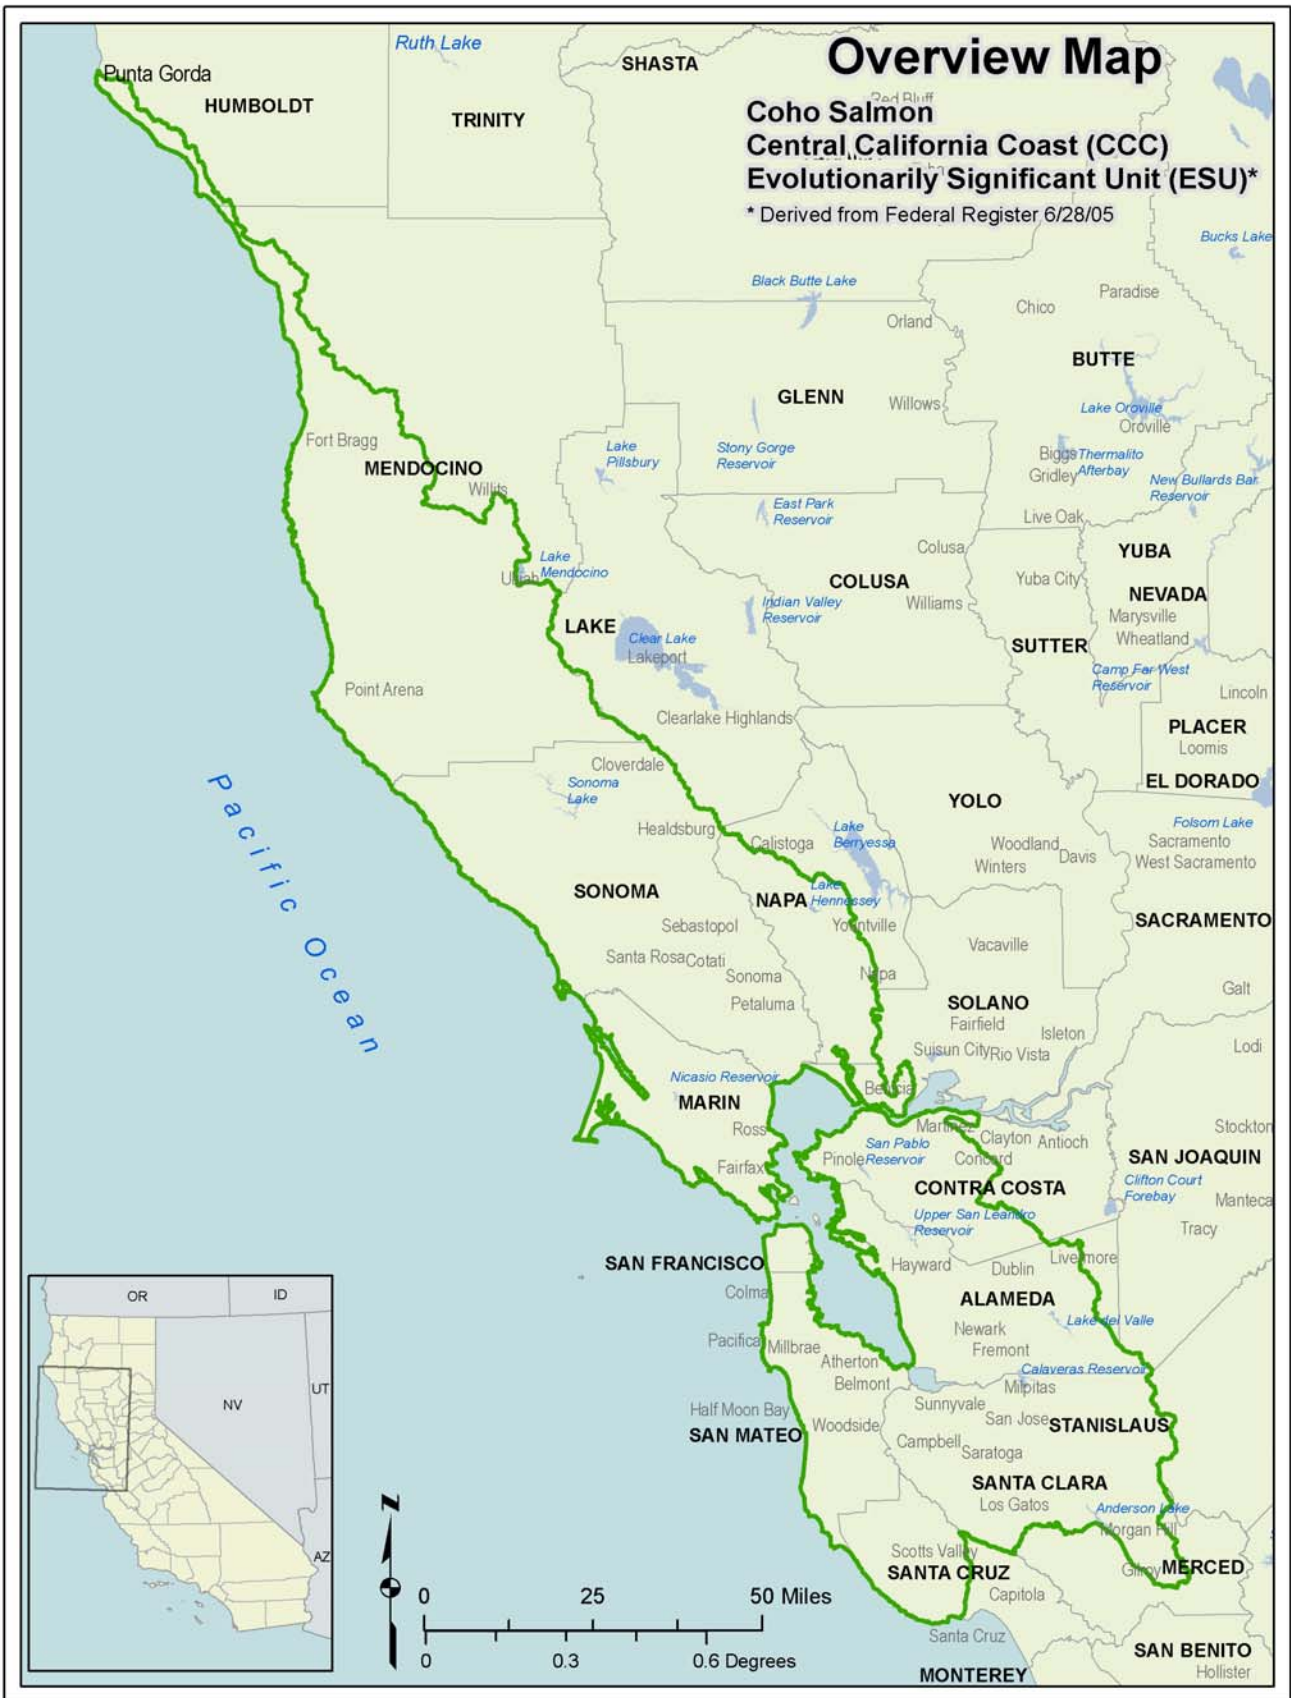 Overview Map
Coho Salmon
Central California Coast (CCC)
Evolutionarily Significant Unit (ESU)*
* Derived from Federal Register 6/28/05
Punta Gorda
HUMBOLDT
Ruth Lake
TRINITY
SHASTA
Red Bluff
Bucks Lake
Black Butte Lake
Orland
Chico
Paradise
BUTTE
GLENN
Willows
Lake Oroville
Oroville
Fort Bragg
MENDOCINO
Willits
Lake
Pillsbury
Stony Gorge
Reservoir
Biggs
Thermalito
Afterbay
Gridley
New Bullards Bar
Reservoir
East Park
Reservoir
Live Oak
Lake
Mendocino
Ukiah
Colusa
COLUSA
Williams
YUBA
Yuba City
NEVADA
Marysville
Wheatland
Indian Valley
Reservoir
LAKE
Clear Lake
Lakeport
SUTTER
Camp Far West
Reservoir
Point Arena
Lincoln
Clearlake Highlands
PLACER
Loomis
Cloverdale
EL DORADO
Sonoma
Lake
YOLO
Healdsburg
Calistoga
Lake
Berryessa
Woodland
Davis
Winters
Folsom Lake
Sacramento
West Sacramento
SONOMA
NAPA
Lake
Hennessey
SACRAMENTO
Sebastopol
Yountville
Vacaville
Santa Rosa
Cotati
Sonoma
Napa
Petaluma
SOLANO
Fairfield
Isleton
Galt
Suisun City
Rio Vista
Lodi
Pacific Ocean
Nicasio Reservoir
MARIN
Benicia
Ross
Martinez
Clayton
Antioch
Stockton
San Pablo
Reservoir
Pinole
Concord
SAN JOAQUIN
Fairfax
CONTRA COSTA
Clifton Court
Forebay
Manteca
Upper San Leandro
Reservoir
Tracy
SAN FRANCISCO
Hayward
Dublin
Livermore
Colma
ALAMEDA
Lake del Valle
Newark
Fremont
Pacifica
Millbrae
Atherton
Belmont
Calaveras Reservoir
Milpitas
Half Moon Bay
SAN MATEO
Woodside
Sunnyvale
San Jose
STANISLAUS
Campbell
Saratoga
SANTA CLARA
Los Gatos
Anderson Lake
Morgan Hill
Scotts Valley
SANTA CRUZ
Gilroy
MERCED
Capitola
Santa Cruz
SAN BENITO
Hollister
MONTEREY
OR
ID
NV
UT
AZ
N
0 25 50 Miles
0 0.3 0.6 Degrees